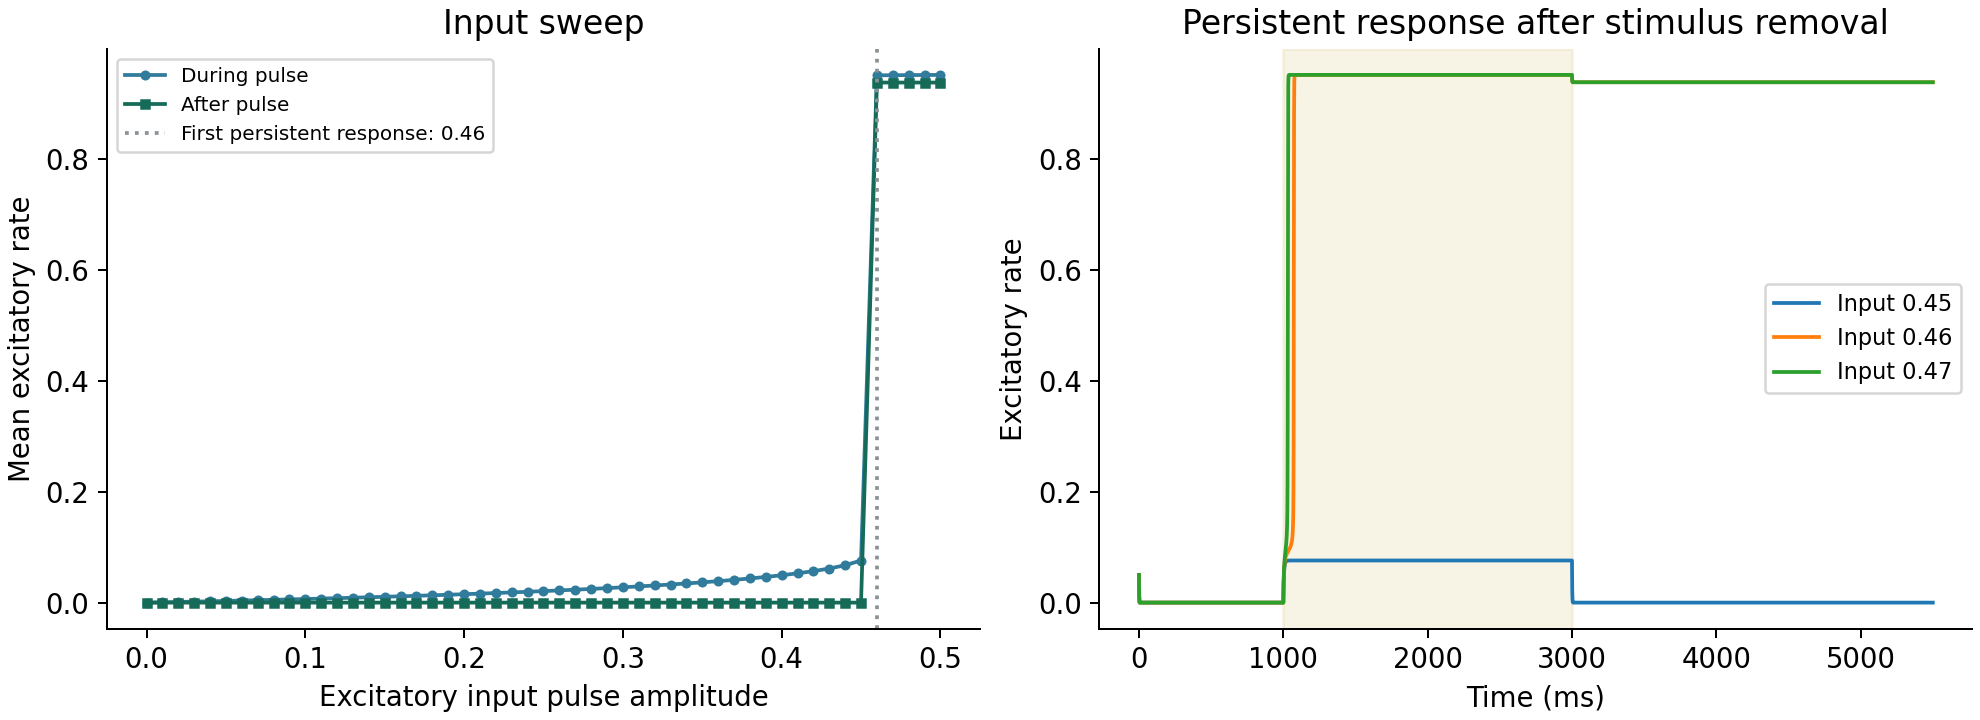 Input sweep
During pulse
After pulse
First persistent response: 0.46
Mean excitatory rate
0.8
0.6
0.4
0.2
0.0
0.0 0.1 0.2 0.3 0.4 0.5
Excitatory input pulse amplitude
Persistent response after stimulus removal
Excitatory rate
0.8
0.6
0.4
0.2
0.0
Input 0.45
Input 0.46
Input 0.47
0 1000 2000 3000 4000 5000
Time (ms)